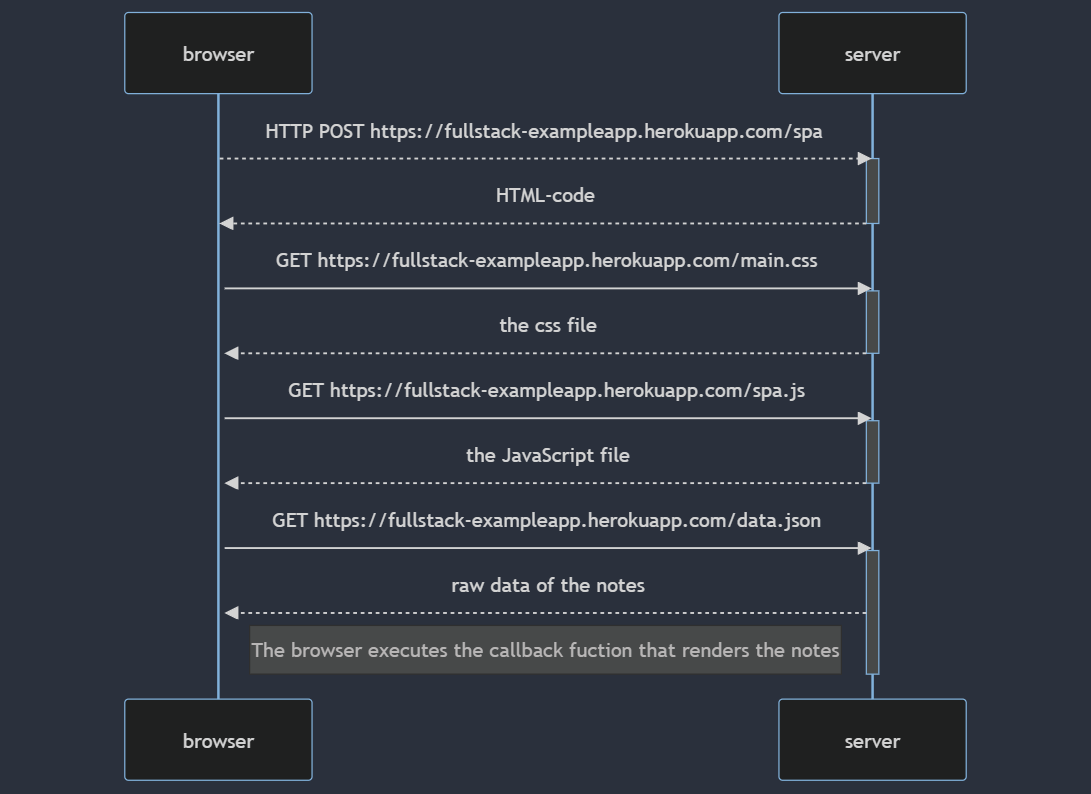 browser
server
HTTP POST https://fullstack-exampleapp.herokuapp.com/spa
HTML-code
GET https://fullstack-exampleapp.herokuapp.com/main.css
the css file
GET https://fullstack-exampleapp.herokuapp.com/spa.js
the JavaScript file
GET https://fullstack-exampleapp.herokuapp.com/data.json
raw data of the notes
The browser executes the callback fuction that renders the notes
browser
server